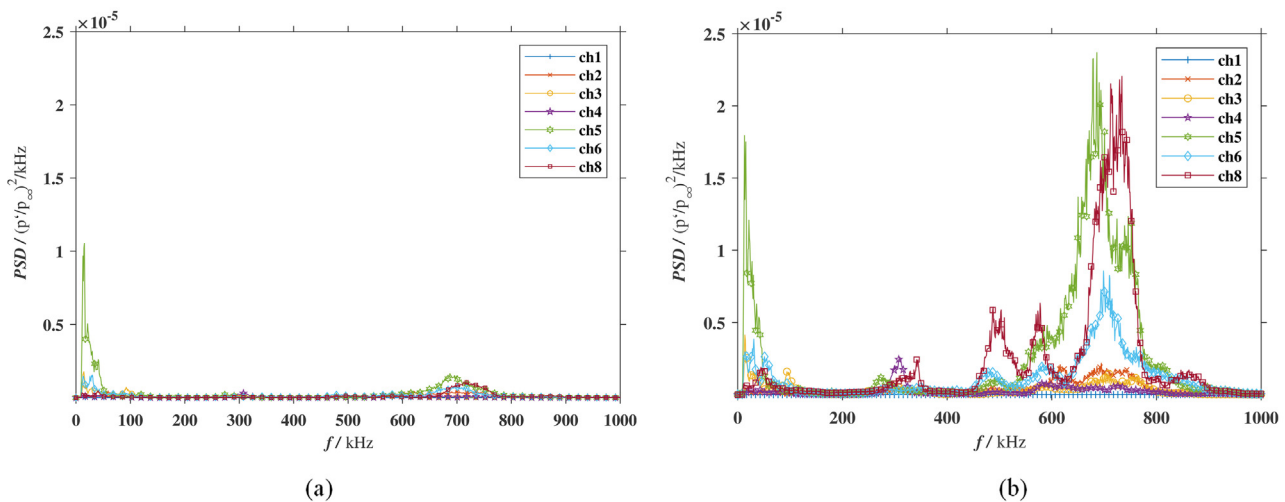 ×10⁻⁵
2.5
2
1.5
1
0.5
0
0 100 200 300 400 500 600 700 800 900 1000
f / kHz
PSD / (p‘/p∞)²/kHz
ch1
ch2
ch3
ch4
ch5
ch6
ch8
(a)
×10⁻⁵
2.5
2
1.5
1
0.5
0
0 200 400 600 800 1000
f / kHz
PSD / (p‘/p∞)²/kHz
ch1
ch2
ch3
ch4
ch5
ch6
ch8
(b)